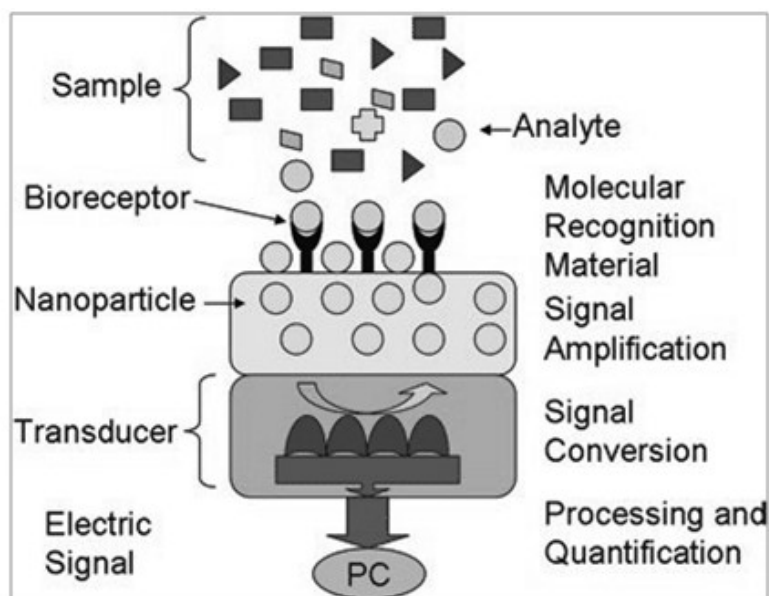 Sample
Analyte
Bioreceptor
Molecular
Recognition
Material
Nanoparticle
Signal
Amplification
Transducer
Signal
Conversion
Electric
Signal
Processing and
Quantification
PC